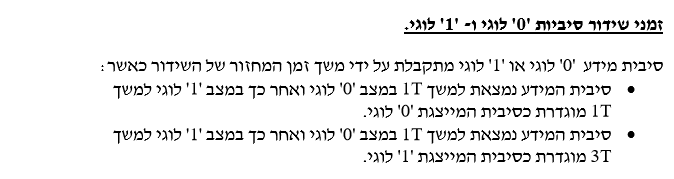 זמני שידור סיביות '0' לוגי ו- '1' לוגי.
סיבית מידע '0' לוגי או '1' לוגי מתקבלת על ידי משך זמן המחזור של השידור כאשר:
• סיבית המידע נמצאת למשך 1T במצב '0' לוגי ואחר כך במצב '1' לוגי למשך
1T מוגדרת כסיבית המייצגת '0' לוגי.
• סיבית המידע נמצאת למשך 1T במצב '0' לוגי ואחר כך במצב '1' לוגי למשך
3T מוגדרת כסיבית המייצגת '1' לוגי.